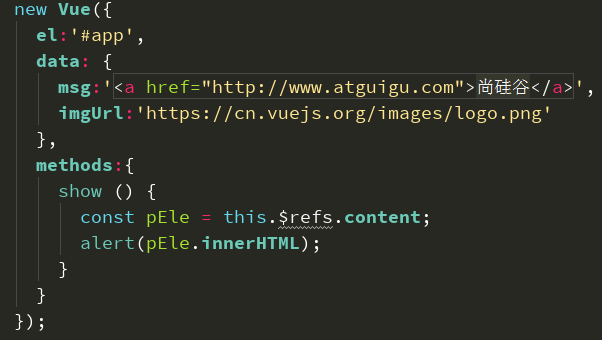 new Vue({
el:'#app',
data: {
msg:'<a href="http://www.atguigu.com">尚硅谷</a>',
imgUrl:'https://cn.vuejs.org/images/logo.png'
},
methods:{
show () {
const pEle = this.$refs.content;
alert(pEle.innerHTML);
}
}
});